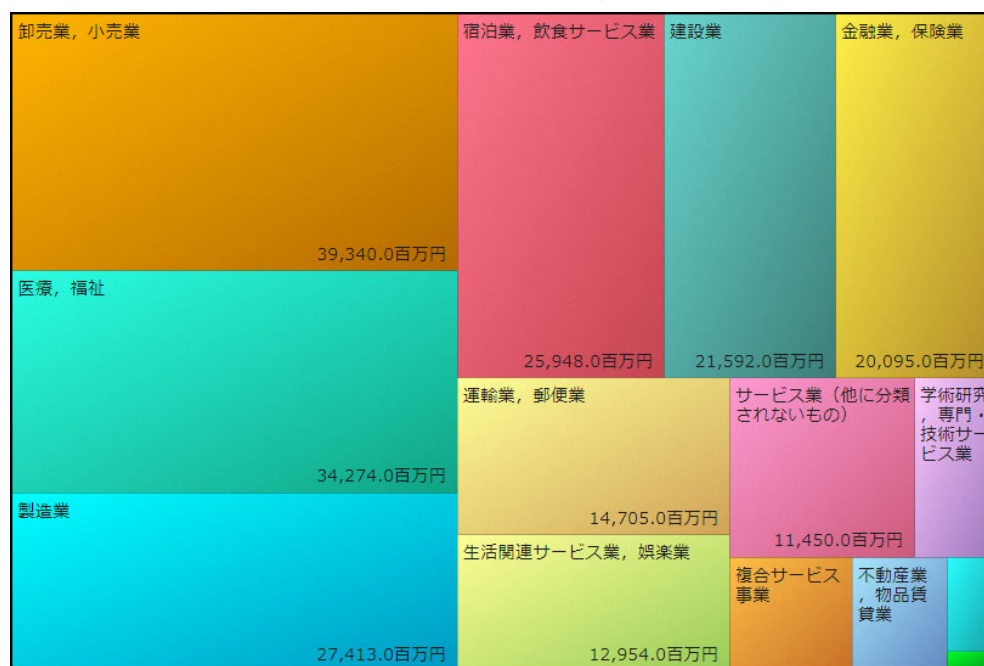 卸売業，小売業
39,340.0百万円
医療，福祉
34,274.0百万円
製造業
27,413.0百万円
宿泊業，飲食サービス業
25,948.0百万円
建設業
21,592.0百万円
金融業，保険業
20,095.0百万円
運輸業，郵便業
14,705.0百万円
生活関連サービス業，娯楽業
12,954.0百万円
サービス業（他に分類
されないもの）
11,450.0百万円
学術研究
，専門・
技術サー
ビス業
複合サービス
事業
不動産業
，物品賃
貸業